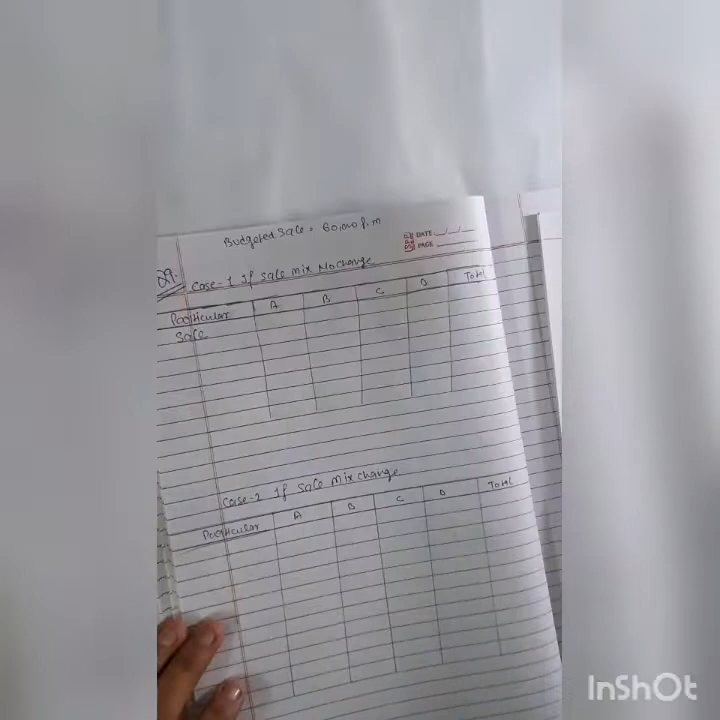 Budgeted Sale = 60,000 p.m
DATE
PAGE
Q9.
Case-1 If sale mix No change
Particular A B C D Total
Sale
Case-2 If sale mix change
Particular A B C D Total
InShOt